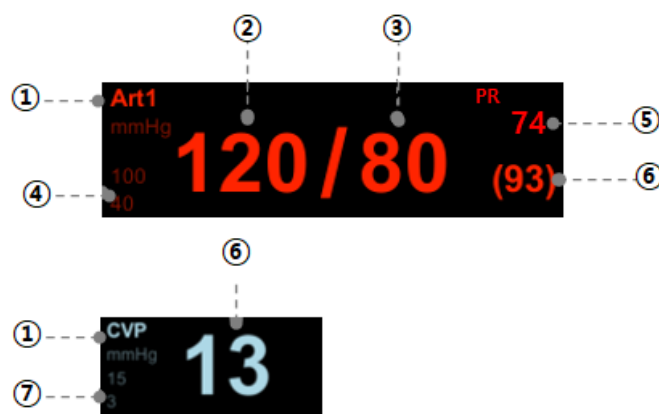 ② ③
① Art1 PR
mmHg 74 ⑤
120 / 80
100 (93) ⑥
④ 40
⑥
① CVP 13
mmHg
15
⑦ 3